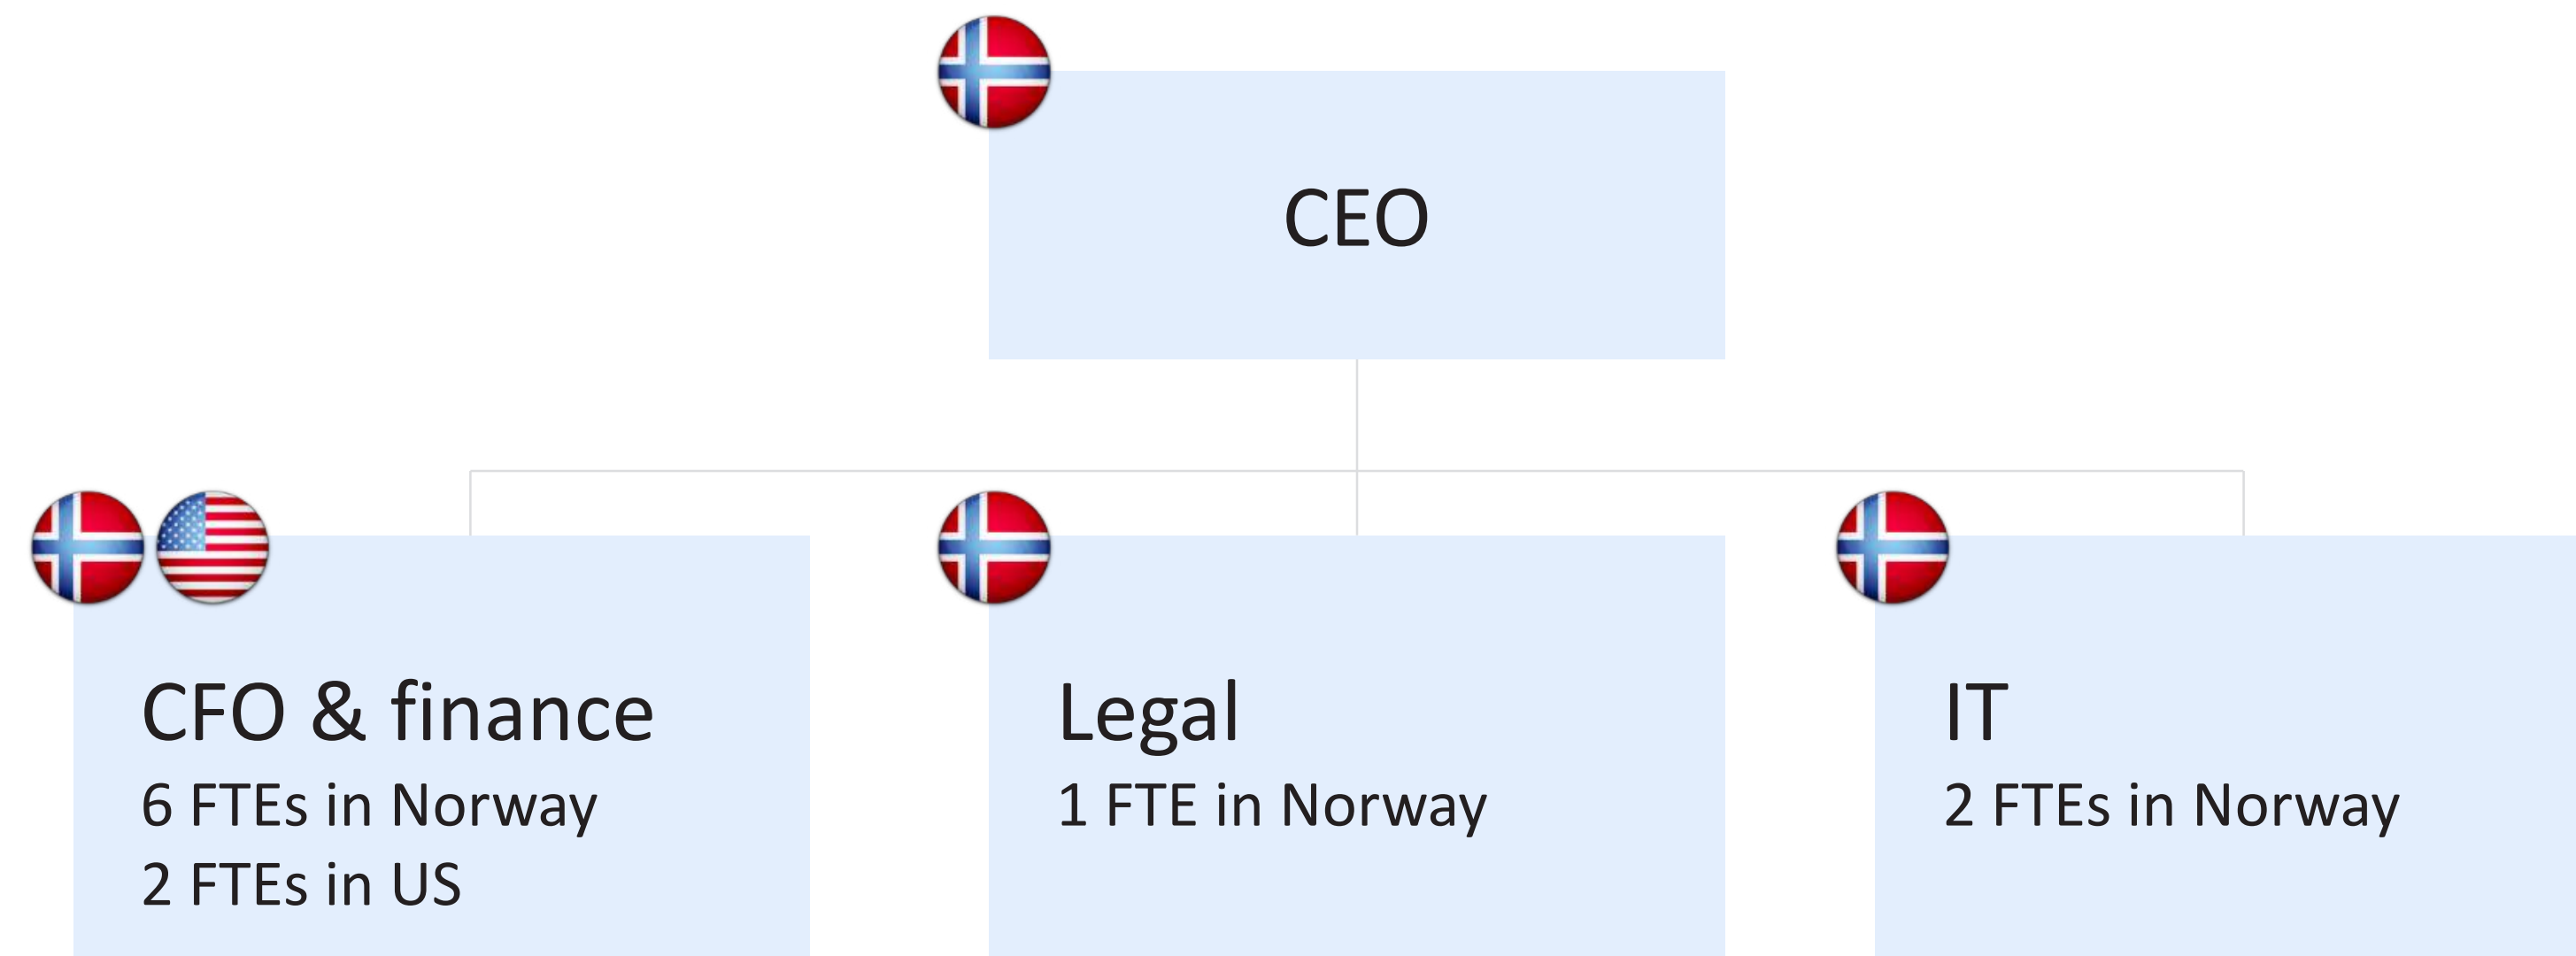 CEO
CFO & finance
6 FTEs in Norway
2 FTEs in US
Legal
1 FTE in Norway
IT
2 FTEs in Norway